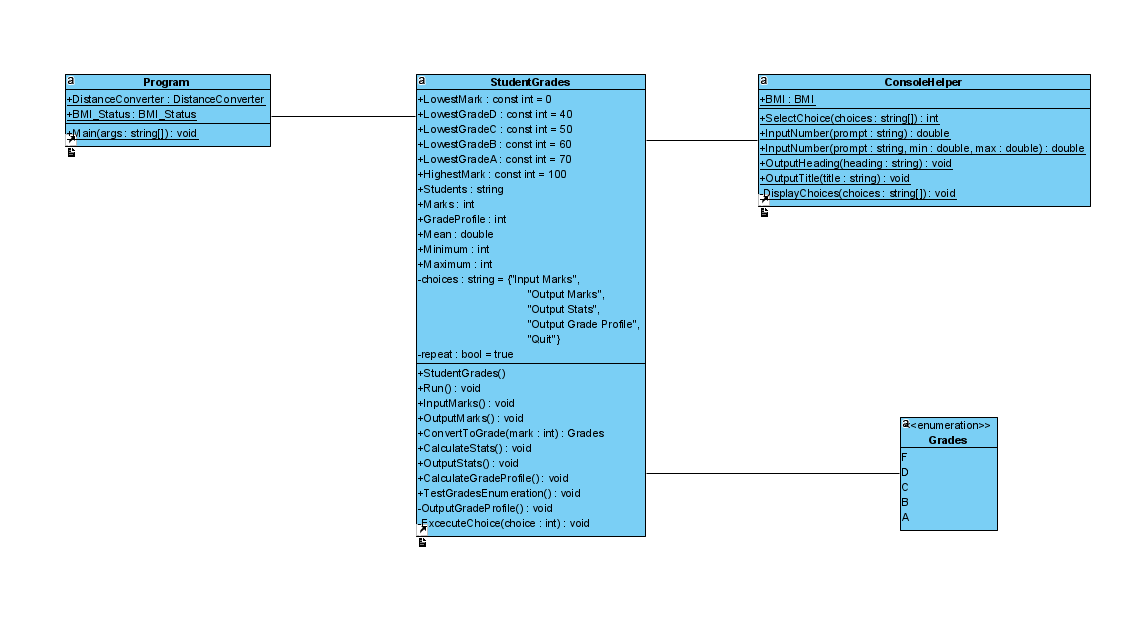 a
Program
+DistanceConverter : DistanceConverter
+BMI_Status : BMI_Status
+Main(args : string[]) : void
a
StudentGrades
+LowestMark : const int = 0
+LowestGradeD : const int = 40
+LowestGradeC : const int = 50
+LowestGradeB : const int = 60
+LowestGradeA : const int = 70
+HighestMark : const int = 100
+Students : string
+Marks : int
+GradeProfile : int
+Mean : double
+Minimum : int
+Maximum : int
-choices : string = {"Input Marks",
"Output Marks",
"Output Stats",
"Output Grade Profile",
"Quit"}
-repeat : bool = true
+StudentGrades()
+Run() : void
+InputMarks() : void
+OutputMarks() : void
+ConvertToGrade(mark : int) : Grades
+CalculateStats() : void
+OutputStats() : void
+CalculateGradeProfile() : void
+TestGradesEnumeration() : void
-OutputGradeProfile() : void
-ExcecuteChoice(choice : int) : void
a
ConsoleHelper
+BMI : BMI
+SelectChoice(choices : string[]) : int
+InputNumber(prompt : string) : double
+InputNumber(prompt : string, min : double, max : double) : double
+OutputHeading(heading : string) : void
+OutputTitle(title : string) : void
-DisplayChoices(choices : string[]) : void
a
<<enumeration>>
Grades
F
D
C
B
A